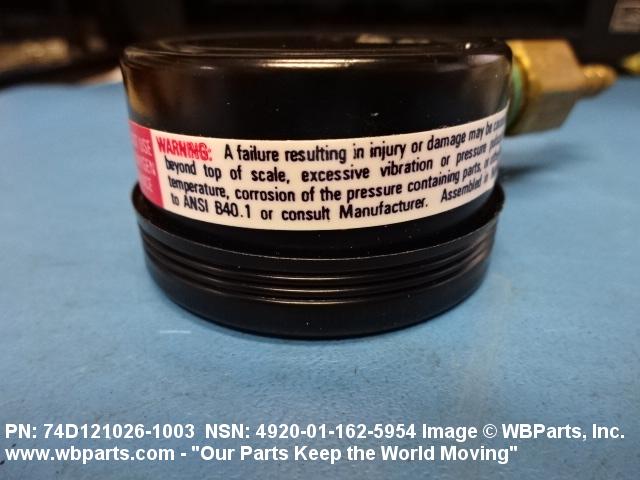 WARNING: A failure resulting in injury or damage may be
beyond top of scale, excessive vibration or pressure
temperature, corrosion of the pressure containing parts, or
to ANSI B40.1 or consult Manufacturer. Assembled in
PN: 74D121026-1003 NSN: 4920-01-162-5954 Image © WBParts, Inc.
www.wbparts.com - "Our Parts Keep the World Moving"